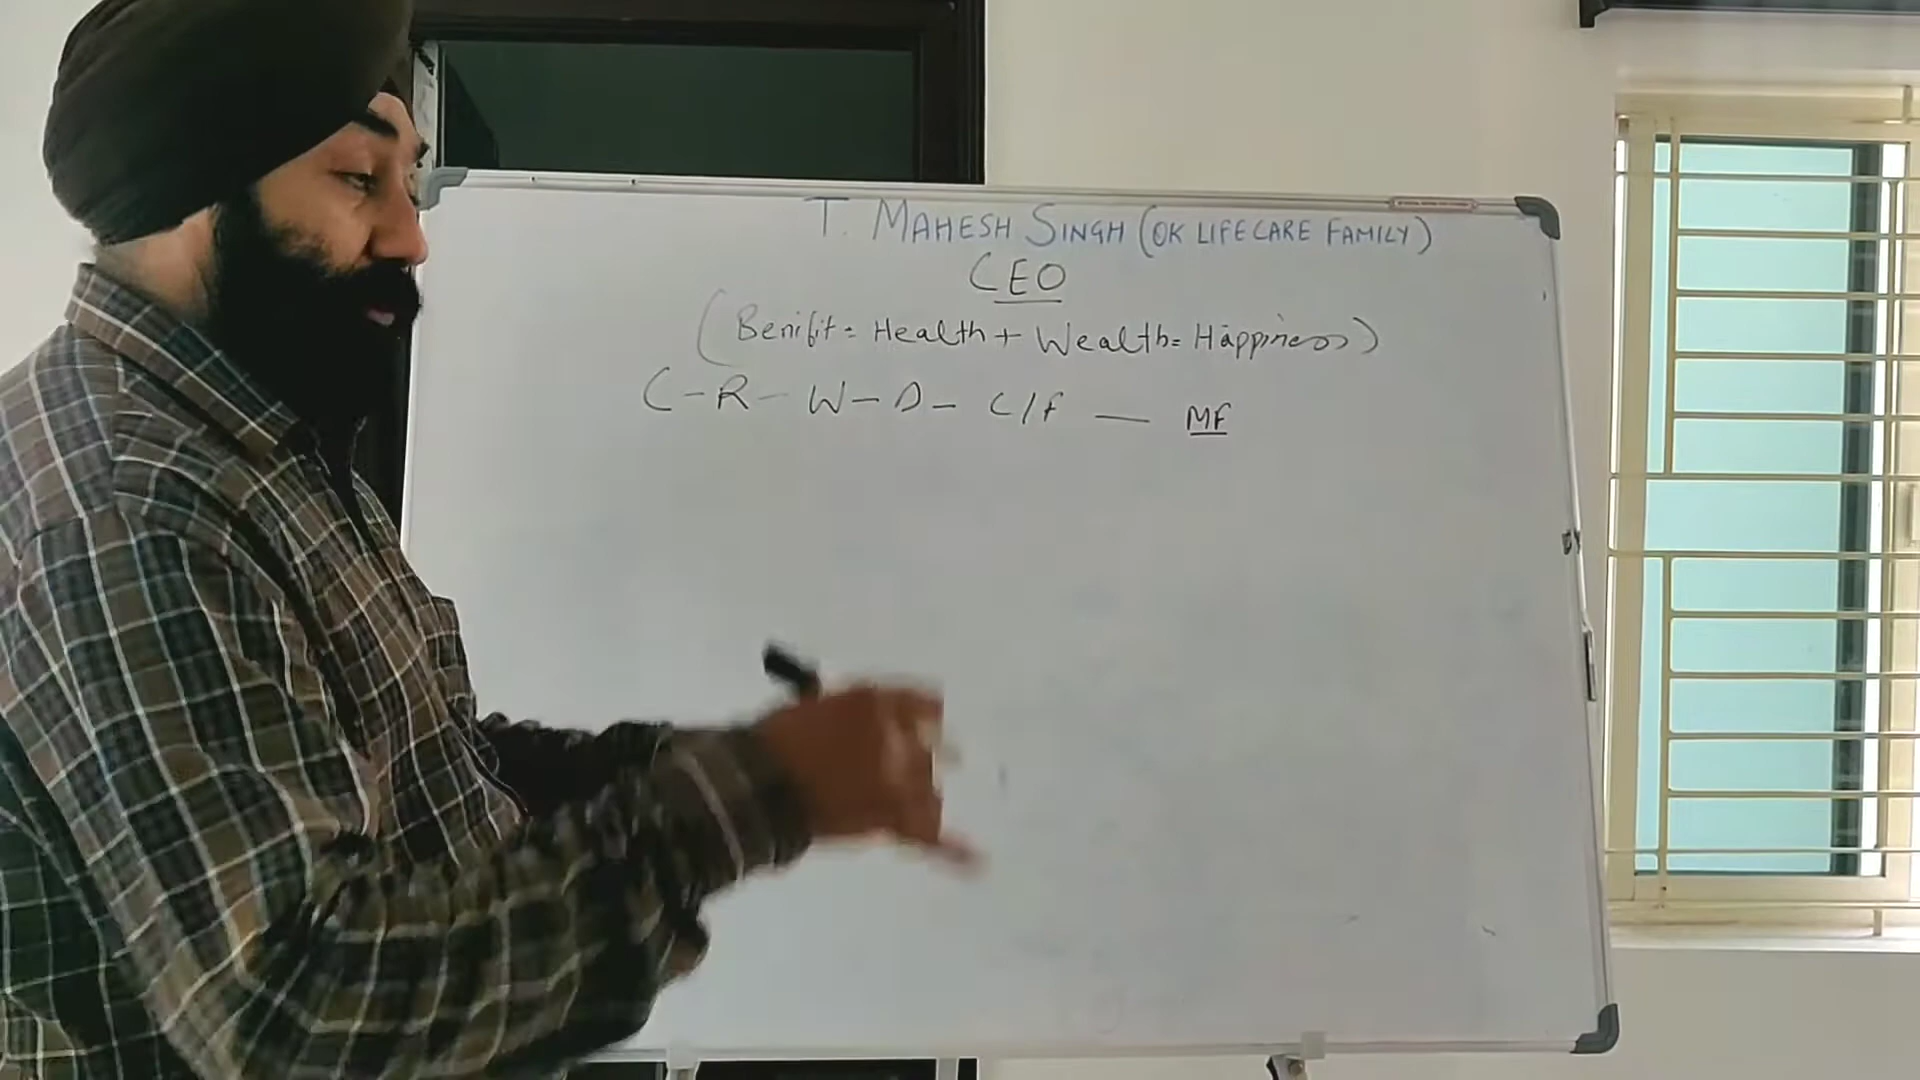 T. MAHESH SINGH (OK LIFECARE FAMILY)
CEO
(Benifit = Health + Wealth = Happiness)
C - R - W - D - C/F — MF